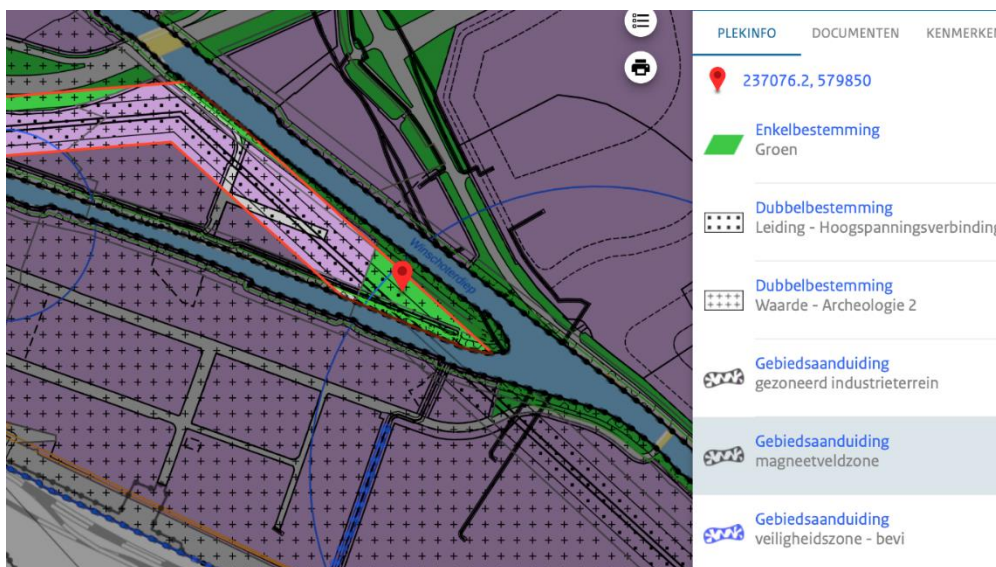 PLEKINFO DOCUMENTEN KENMERKEN
237076.2, 579850
Enkelbestemming
Groen
Dubbelbestemming
Leiding - Hoogspanningsverbinding
Dubbelbestemming
Waarde - Archeologie 2
Gebiedsaanduiding
gezoneerd industrieterrein
Gebiedsaanduiding
magneetveldzone
Gebiedsaanduiding
veiligheidszone - bevi
Winschoterdiep